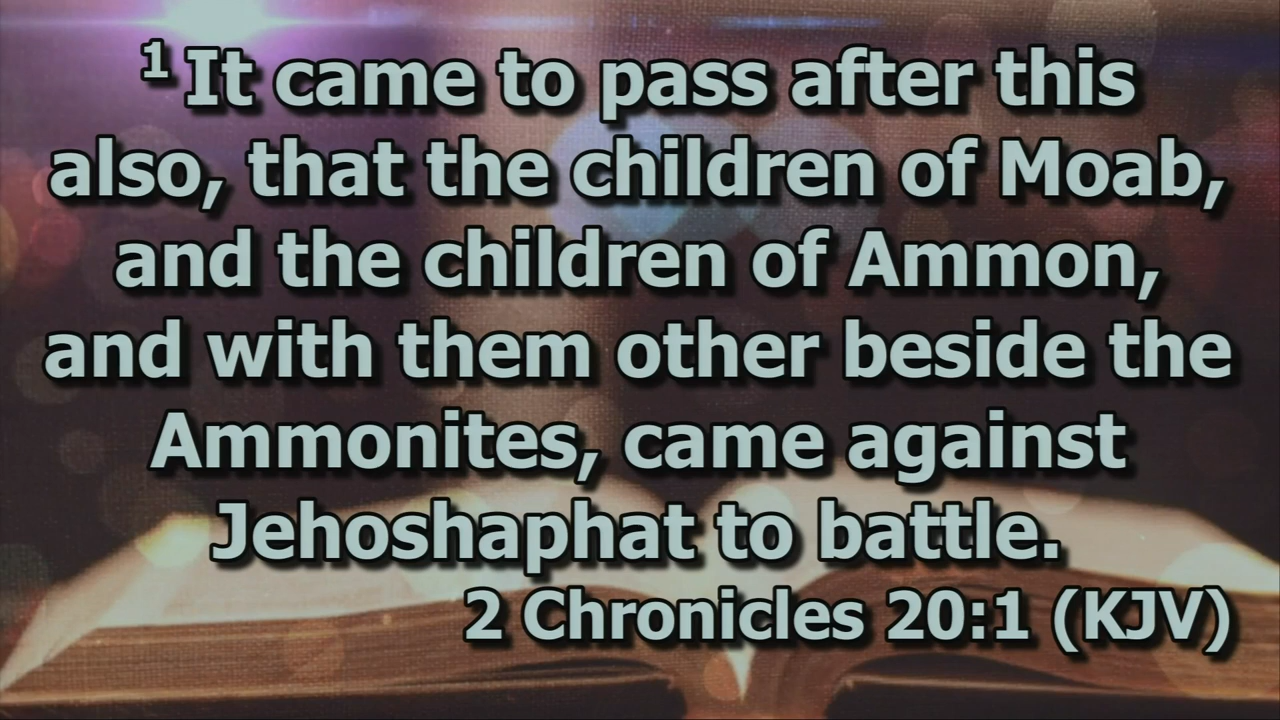 1 It came to pass after this
also, that the children of Moab,
and the children of Ammon,
and with them other beside the
Ammonites, came against
Jehoshaphat to battle.
2 Chronicles 20:1 (KJV)